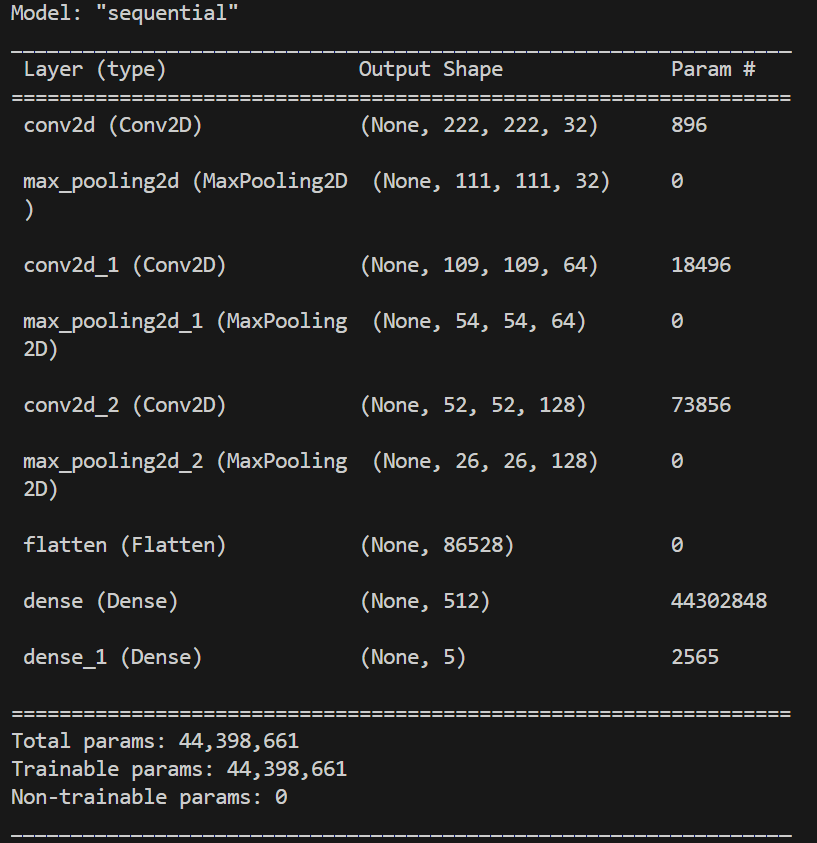 Model: "sequential"
_________________________________________________________________
Layer (type) Output Shape Param #
=================================================================
conv2d (Conv2D) (None, 222, 222, 32) 896
max_pooling2d (MaxPooling2D (None, 111, 111, 32) 0
)
conv2d_1 (Conv2D) (None, 109, 109, 64) 18496
max_pooling2d_1 (MaxPooling (None, 54, 54, 64) 0
2D)
conv2d_2 (Conv2D) (None, 52, 52, 128) 73856
max_pooling2d_2 (MaxPooling (None, 26, 26, 128) 0
2D)
flatten (Flatten) (None, 86528) 0
dense (Dense) (None, 512) 44302848
dense_1 (Dense) (None, 5) 2565
=================================================================
Total params: 44,398,661
Trainable params: 44,398,661
Non-trainable params: 0
_________________________________________________________________